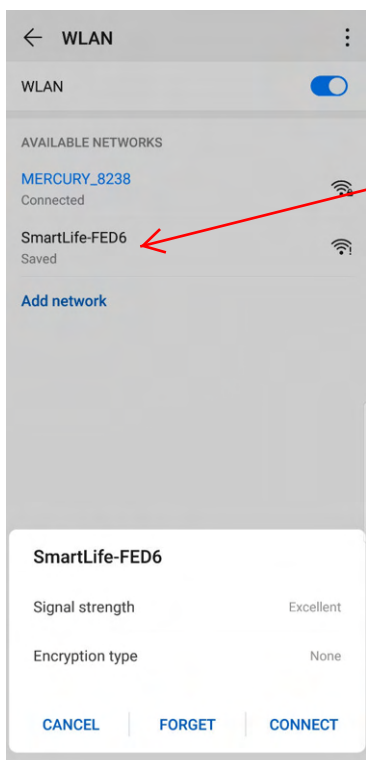 WLAN
WLAN
AVAILABLE NETWORKS
MERCURY_8238
Connected
SmartLife-FED6
Saved
Add network
SmartLife-FED6
Signal strength Excellent
Encryption type None
CANCEL FORGET CONNECT